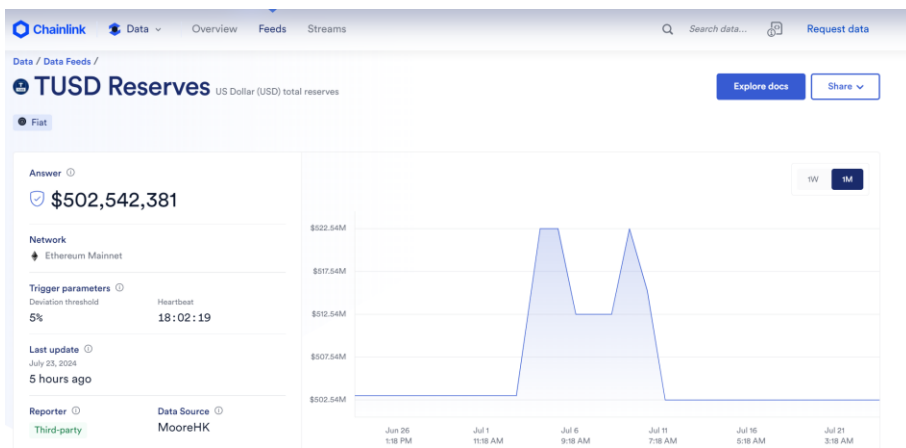 Chainlink Data Overview Feeds Streams Search data... Request data
Data / Data Feeds /
TUSD Reserves US Dollar (USD) total reserves
Explore docs Share
Fiat
Answer
$502,542,381
Network
Ethereum Mainnet
Trigger parameters
Deviation threshold Heartbeat
5% 18:02:19
Last update
July 23, 2024
5 hours ago
Reporter Data Source
Third-party MooreHK
1W 1M
$522.54M
$517.54M
$512.54M
$507.54M
$502.54M
Jun 26 Jul 1 Jul 6 Jul 11 Jul 16 Jul 21
1:18 PM 11:18 AM 9:18 AM 7:18 AM 5:18 AM 3:18 AM